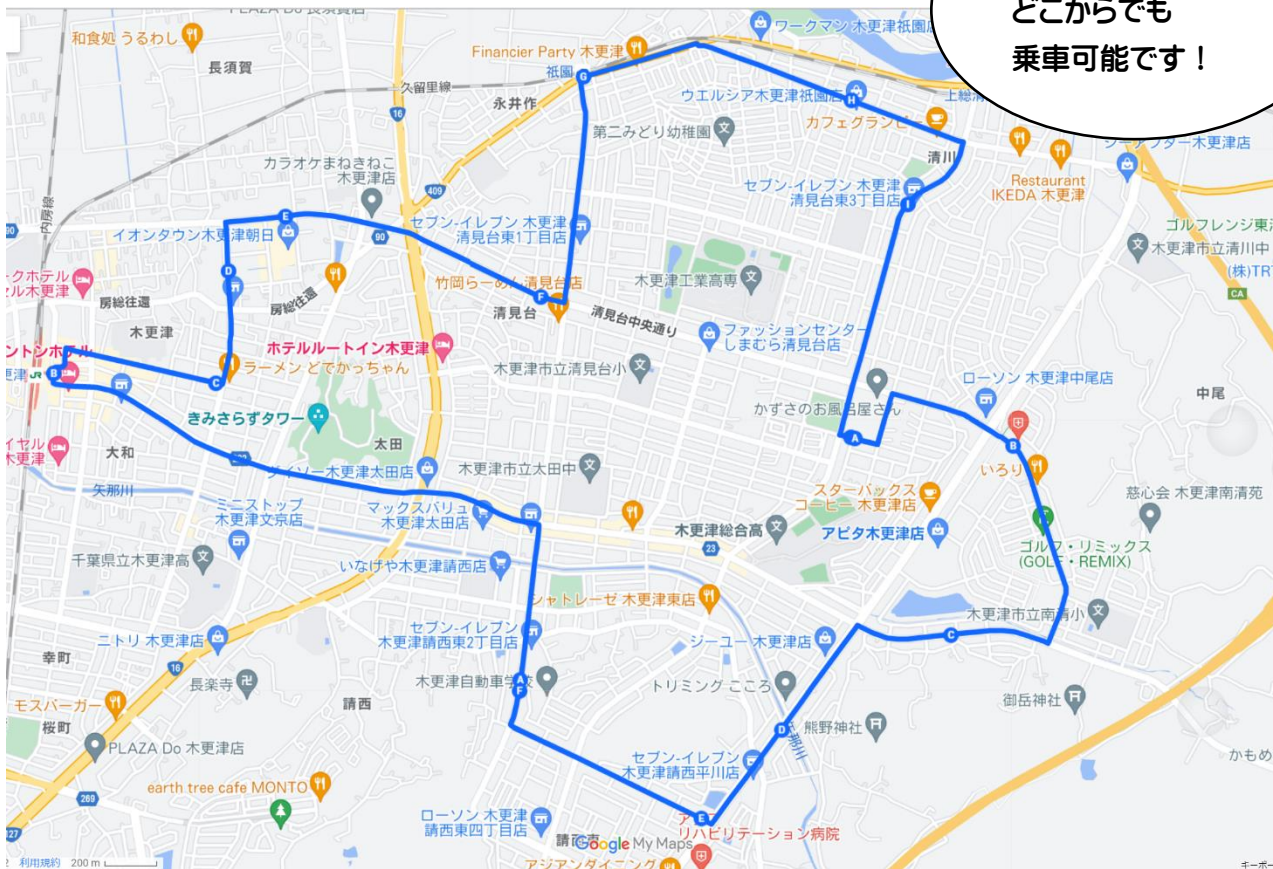 どこからでも
乗車可能です！
和食処 うるわし
長須賀
Financier Party 木更津
祇園
ワークマン 木更津祇園店
久留里線
16
永井作
ウエルシア木更津祇園店
H
G
第二みどり幼稚園
清川
Restaurant
IKEDA 木更津
カラオケまねきねこ
木更津店
409
セブン-イレブン 木更津
清見台東3丁目店
I
内房線
90
イオンタウン木更津朝日
E
90
セブン-イレブン 木更津
清見台東1丁目店
ゴルフレンジ東
木更津市立清川中
CA
D
竹岡らーめん清見台店
F
木更津工業高専
房総往還
房総往還
木更津
清見台
清見台中央通り
ファッションセンター
しまむら清見台店
ホテルルートイン木更津
JR
B
C
ラーメン どでかっちゃん
木更津市立清見台小
ローソン 木更津中尾店
中尾
かずさのお風呂屋さん
きみさらずタワー
太田
A
B
いろり
大和
矢那川
ダイソー木更津太田店
木更津市立太田中
スターバックス
コーヒー 木更津店
慈心会 木更津南清苑
ミニストップ
木更津文京店
マックスバリュ
木更津太田店
木更津総合高
23
アピタ木更津店
ゴルフ・リミックス
(GOLF・REMIX)
千葉県立木更津高
いなげや木更津請西店
シャトレーゼ 木更津東店
木更津市立南清小
C
ニトリ 木更津店
セブン-イレブン
木更津請西東2丁目店
ジーユー 木更津店
幸町
16
長楽寺
木更津自動車学校
A
F
トリミング こころ
御岳神社
モスバーガー
請西
D
熊野神社
桜町
PLAZA Do 木更津店
セブン-イレブン
木更津請西平川店
かもめ
earth tree cafe MONTO
269
ローソン 木更津
請西東四丁目店
E
リハビリテーション病院
127
Google My Maps
利用規約 200 m
アジアンダイニング